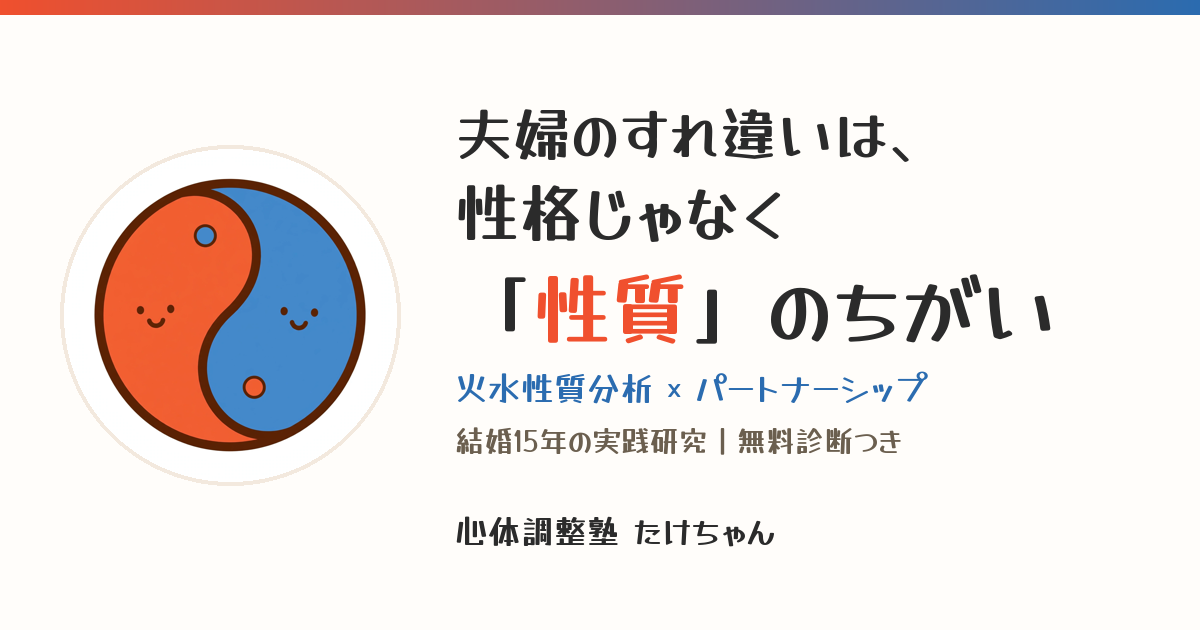 夫婦のすれ違いは、
性格じゃなく
「性質」のちがい
火水性質分析 × パートナーシップ
結婚15年の実践研究｜無料診断つき
心体調整塾 たけちゃん